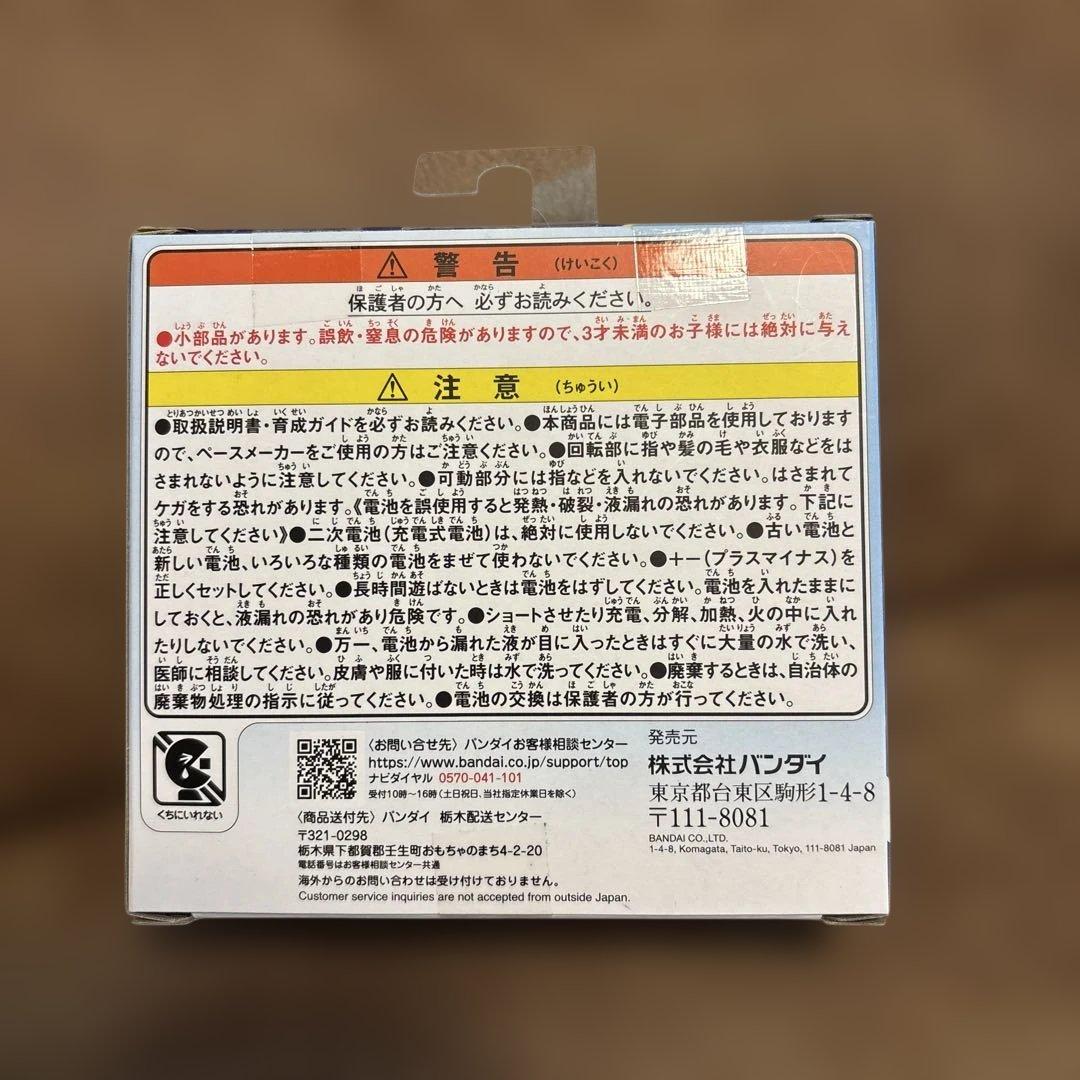 警告 (けいこく)
保護者の方へ 必ずお読みください。
●小部品があります。誤飲・窒息の危険がありますので、3才未満のお子様には絶対に与え
ないでください。
注意 (ちゅうい)
●取扱説明書・育成ガイドを必ずお読みください。●本商品には電子部品を使用しております
ので、ペースメーカーをご使用の方はご注意ください。●回転部に指や髪の毛や衣服などをは
さまれないように注意してください。●可動部分には指などを入れないでください。はさまれて
ケガをする恐れがあります。《電池を誤使用すると発熱・破裂・液漏れの恐れがあります。下記に
注意してください》●二次電池(充電式電池)は、絶対に使用しないでください。●古い電池と
新しい電池、いろいろな種類の電池をまぜて使わないでください。●+-(プラスマイナス)を
正しくセットしてください。●長時間遊ばないときは電池をはずしてください。電池を入れたままに
しておくと、液漏れの恐れがあり危険です。●ショートさせたり充電、分解、加熱、火の中に入れ
たりしないでください。●万一、電池から漏れた液が目に入ったときはすぐに大量の水で洗い、
医師に相談してください。皮膚や服に付いた時は水で洗ってください。●廃棄するときは、自治体の
廃棄物処理の指示に従ってください。●電池の交換は保護者の方が行ってください。
くちにいれない
〈お問い合せ先〉バンダイお客様相談センター
https://www.bandai.co.jp/support/top
ナビダイヤル 0570-041-101
受付10時~16時(土日祝日、当社指定休業日を除く)
〈商品送付先〉バンダイ 栃木配送センター
〒321-0298
栃木県下都賀郡壬生町おもちゃのまち4-2-20
電話番号はお客様相談センター共通
海外からのお問い合わせは受け付けておりません。
Customer service inquiries are not accepted from outside Japan.
発売元
株式会社バンダイ
東京都台東区駒形1-4-8
〒111-8081
BANDAI CO.,LTD.
1-4-8, Komagata, Taito-ku, Tokyo, 111-8081 Japan